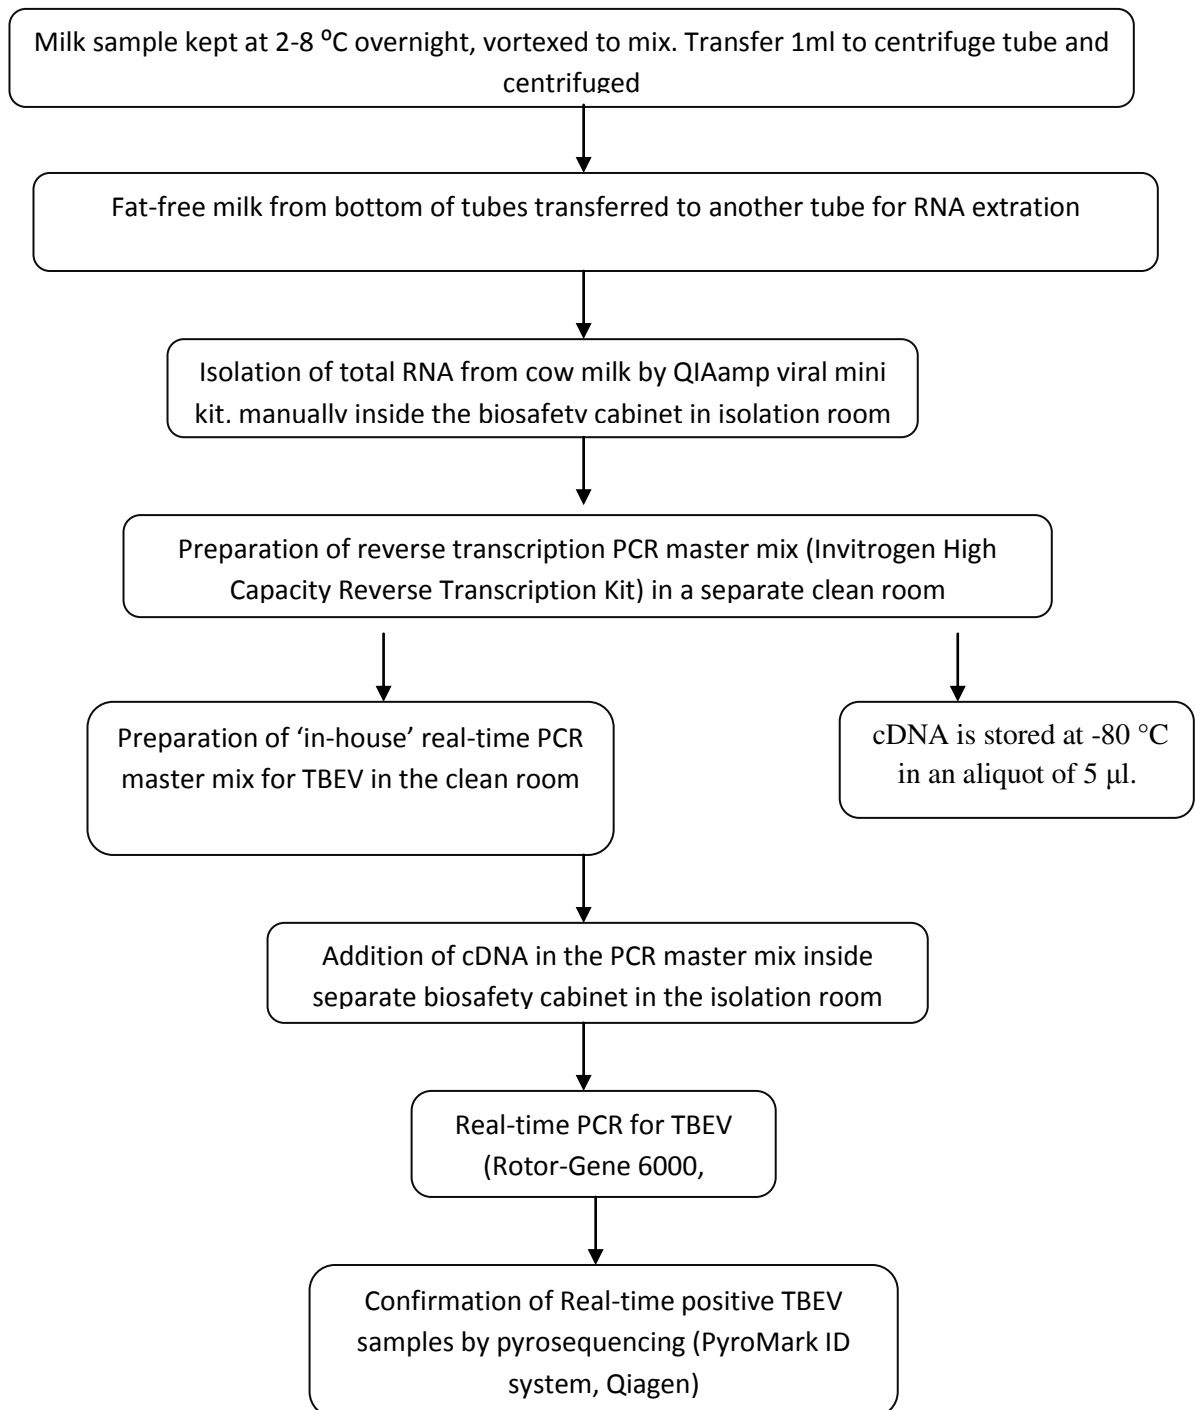 Milk sample kept at 2-8 ⁰C overnight, vortexed to mix. Transfer 1ml to centrifuge tube and
centrifuged
Fat-free milk from bottom of tubes transferred to another tube for RNA extration
Isolation of total RNA from cow milk by QIAamp viral mini
kit. manually inside the biosafety cabinet in isolation room
Preparation of reverse transcription PCR master mix (Invitrogen High
Capacity Reverse Transcription Kit) in a separate clean room
Preparation of ‘in-house’ real-time PCR
master mix for TBEV in the clean room
cDNA is stored at -80 °C
in an aliquot of 5 µl.
Addition of cDNA in the PCR master mix inside
separate biosafety cabinet in the isolation room
Real-time PCR for TBEV
(Rotor-Gene 6000,
Confirmation of Real-time positive TBEV
samples by pyrosequencing (PyroMark ID
system, Qiagen)